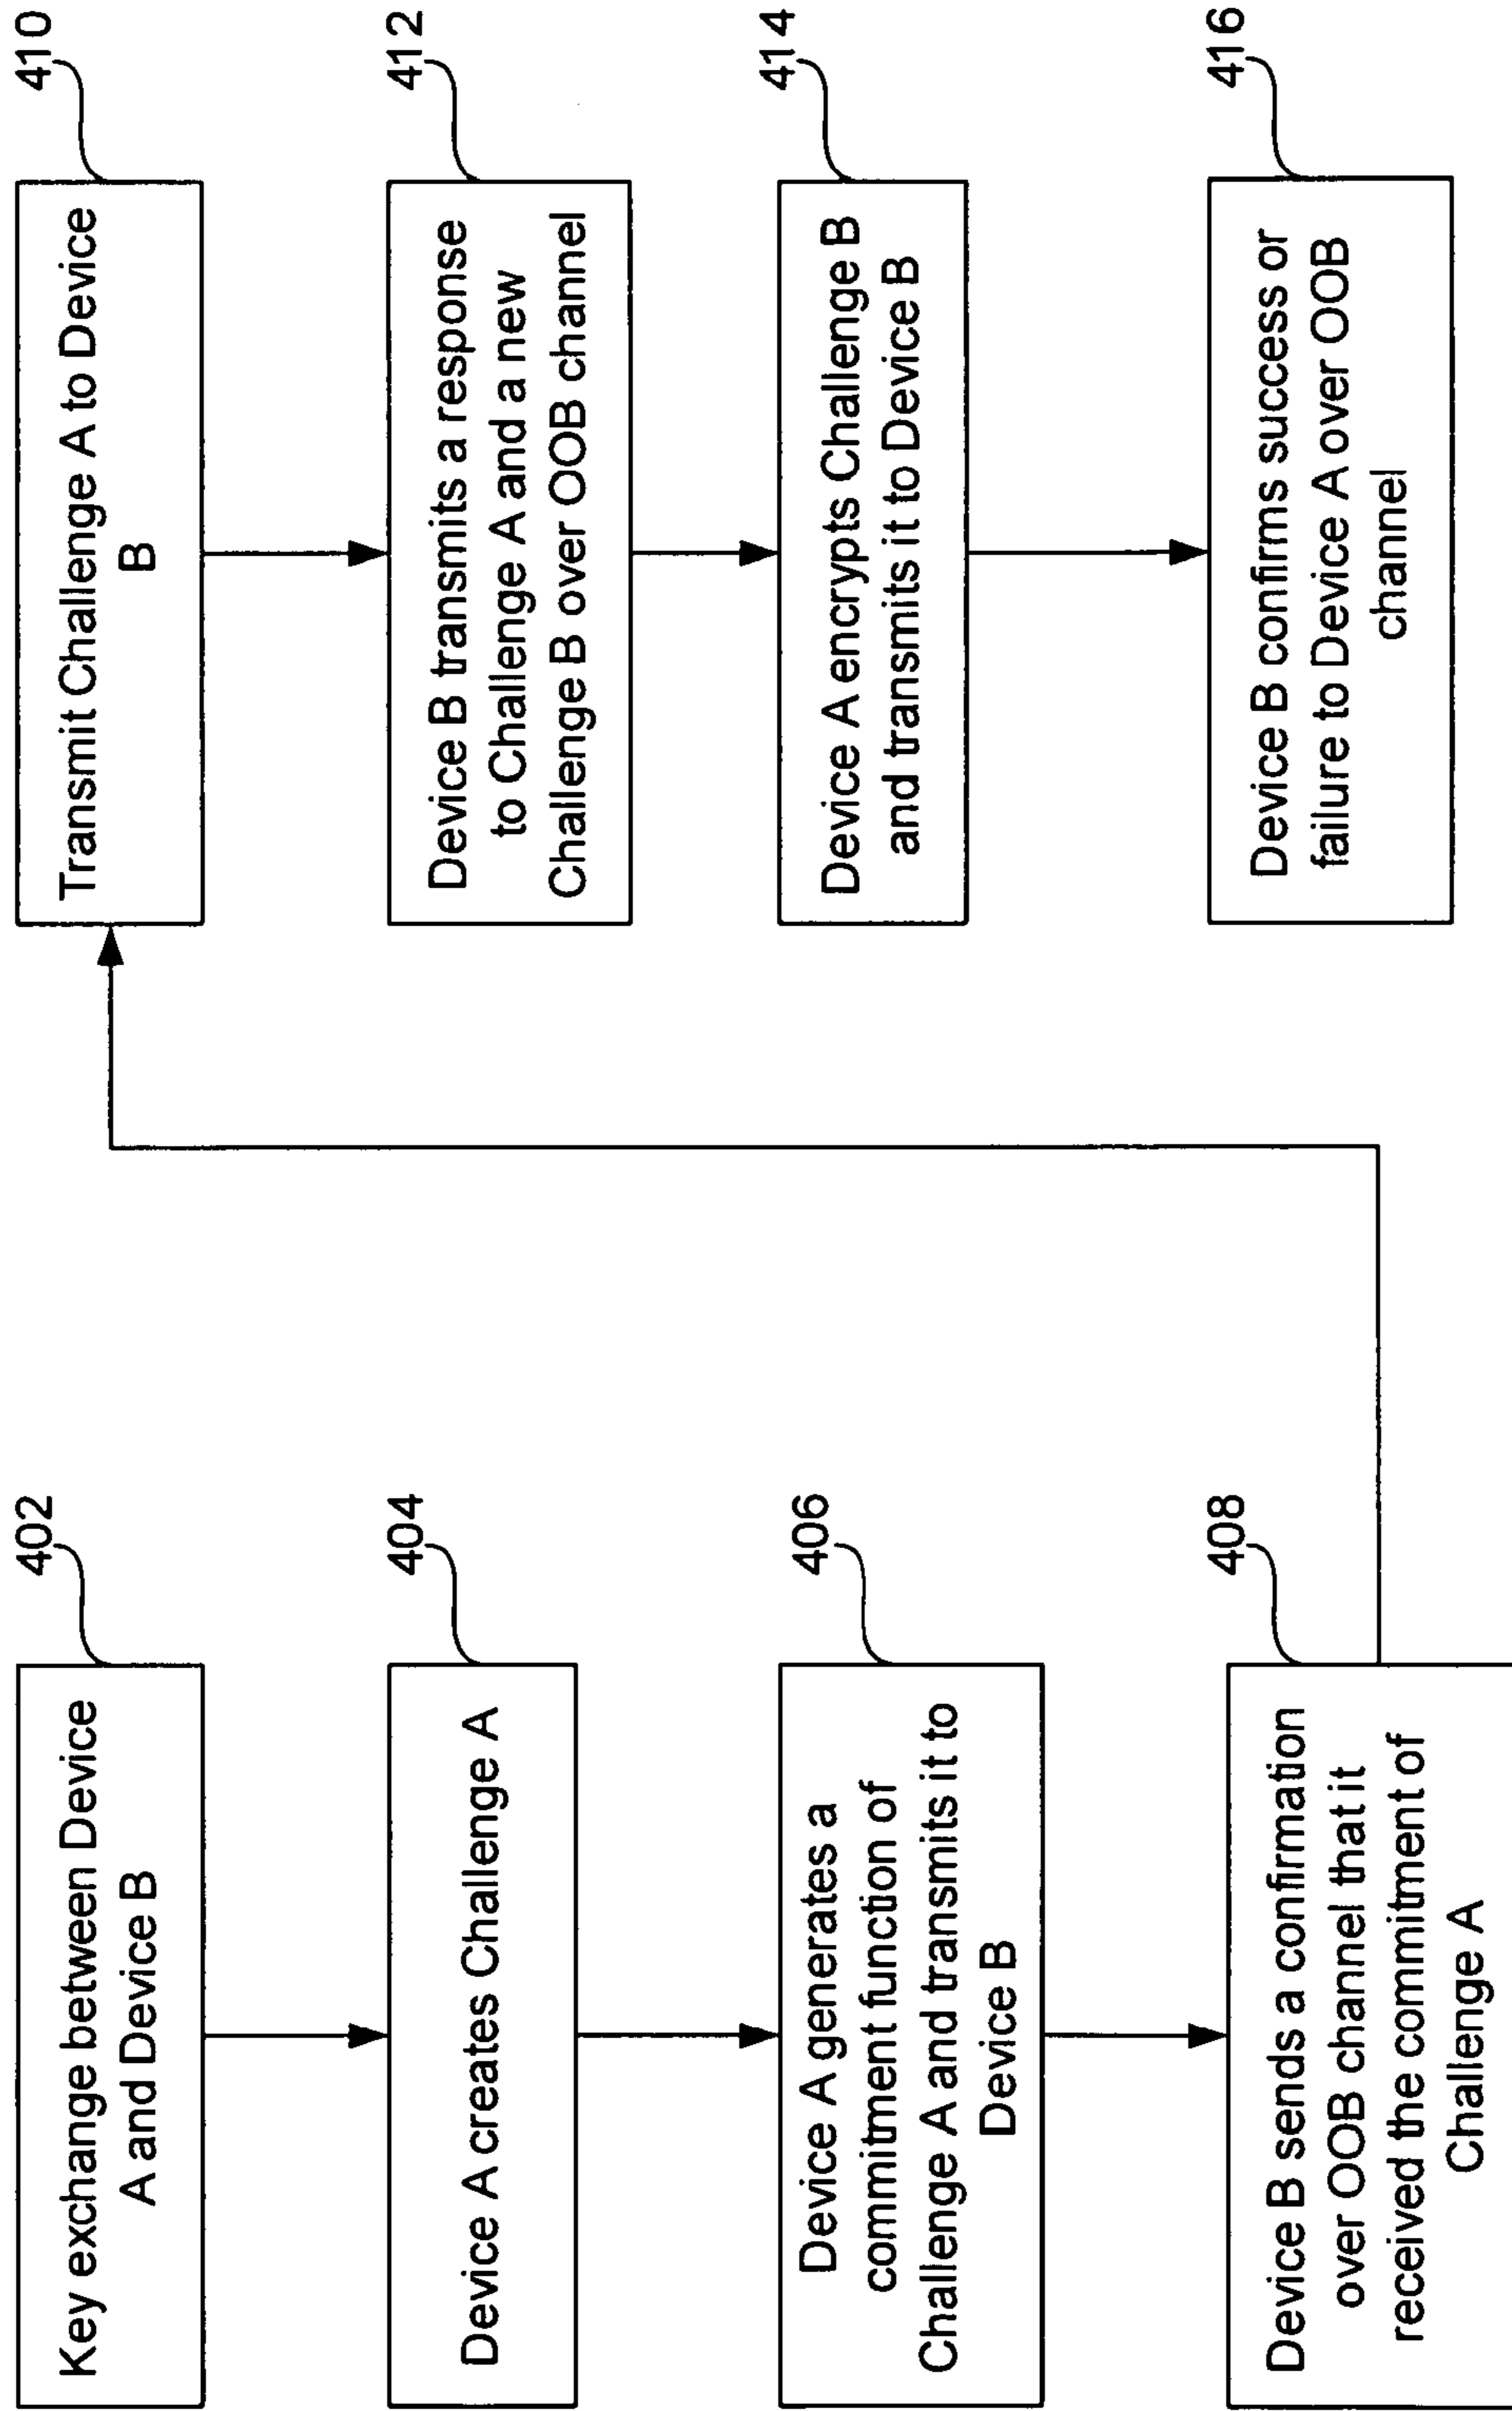 402
Key exchange between Device
A and Device B
404
Device A creates Challenge A
406
Device A generates a
commitment function of
Challenge A and transmits it to
Device B
408
Device B sends a confirmation
over OOB channel that it
received the commitment of
Challenge A
410
Transmit Challenge A to Device
B
412
Device B transmits a response
to Challenge A and a new
Challenge B over OOB channel
414
Device A encrypts Challenge B
and transmits it to Device B
416
Device B confirms success or
failure to Device A over OOB
channel